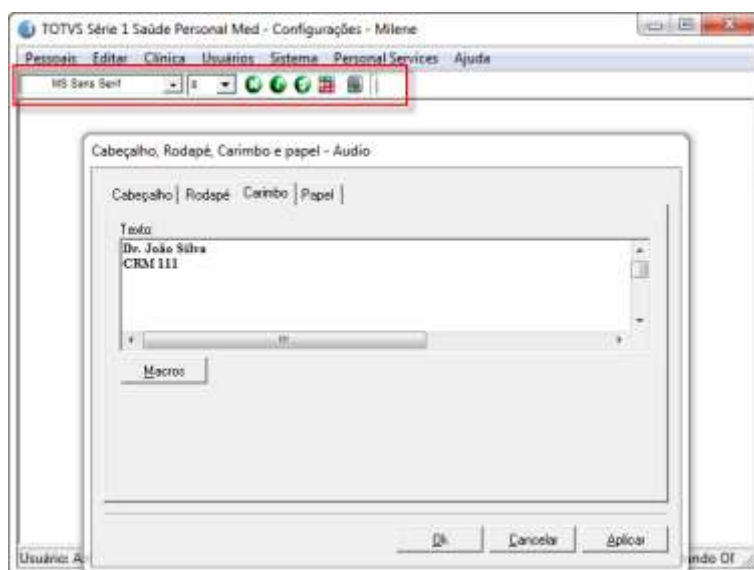 TOTVS Série 1 Saúde Personal Med - Configurações - Milene
Pessoais Editar Clínica Usuários Sistema Personal Services Ajuda
MS Sans Serif 8
Cabeçalho, Rodapé, Carimbo e papel - Audio
Cabeçalho Rodapé Carimbo Papel
Texto
Dr. João Silva
CRM 111
Macros
Ok Cancelar Aplicar
Usuário: A